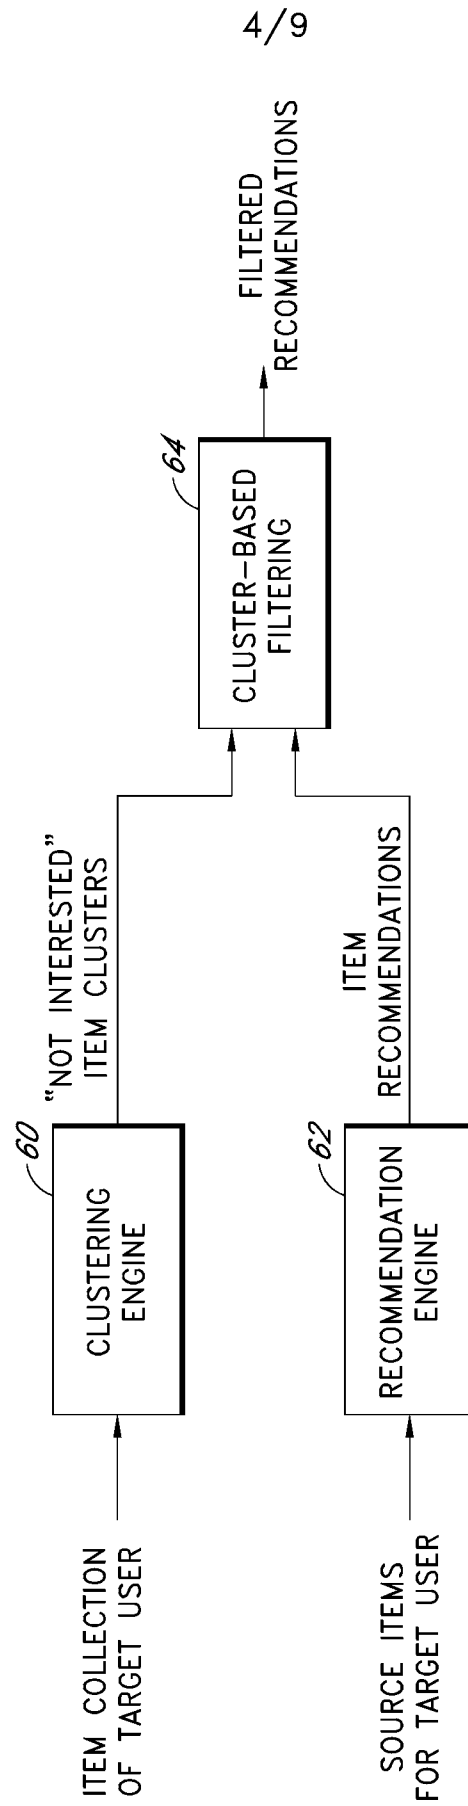 4/9
ITEM COLLECTION
OF TARGET USER
60
CLUSTERING
ENGINE
“NOT INTERESTED”
ITEM CLUSTERS
SOURCE ITEMS
FOR TARGET USER
62
RECOMMENDATION
ENGINE
ITEM
RECOMMENDATIONS
64
CLUSTER-BASED
FILTERING
FILTERED
RECOMMENDATIONS